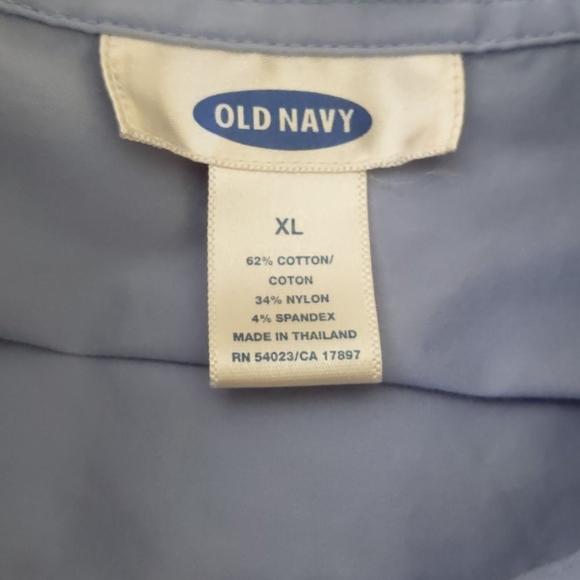 OLD NAVY
XL
62% COTTON/
COTON
34% NYLON
4% SPANDEX
MADE IN THAILAND
RN 54023/CA 17897